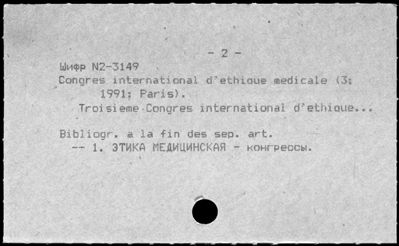 - 2 -
Шифр N2-3149
Congres international d'ethique medicale (3;
1991; Paris).
Troisieme Congres international d'ethique...
Bibliogr. a la fin des sep. art.
-- 1. ЭТИКА МЕДИЦИНСКАЯ - конгрессы.